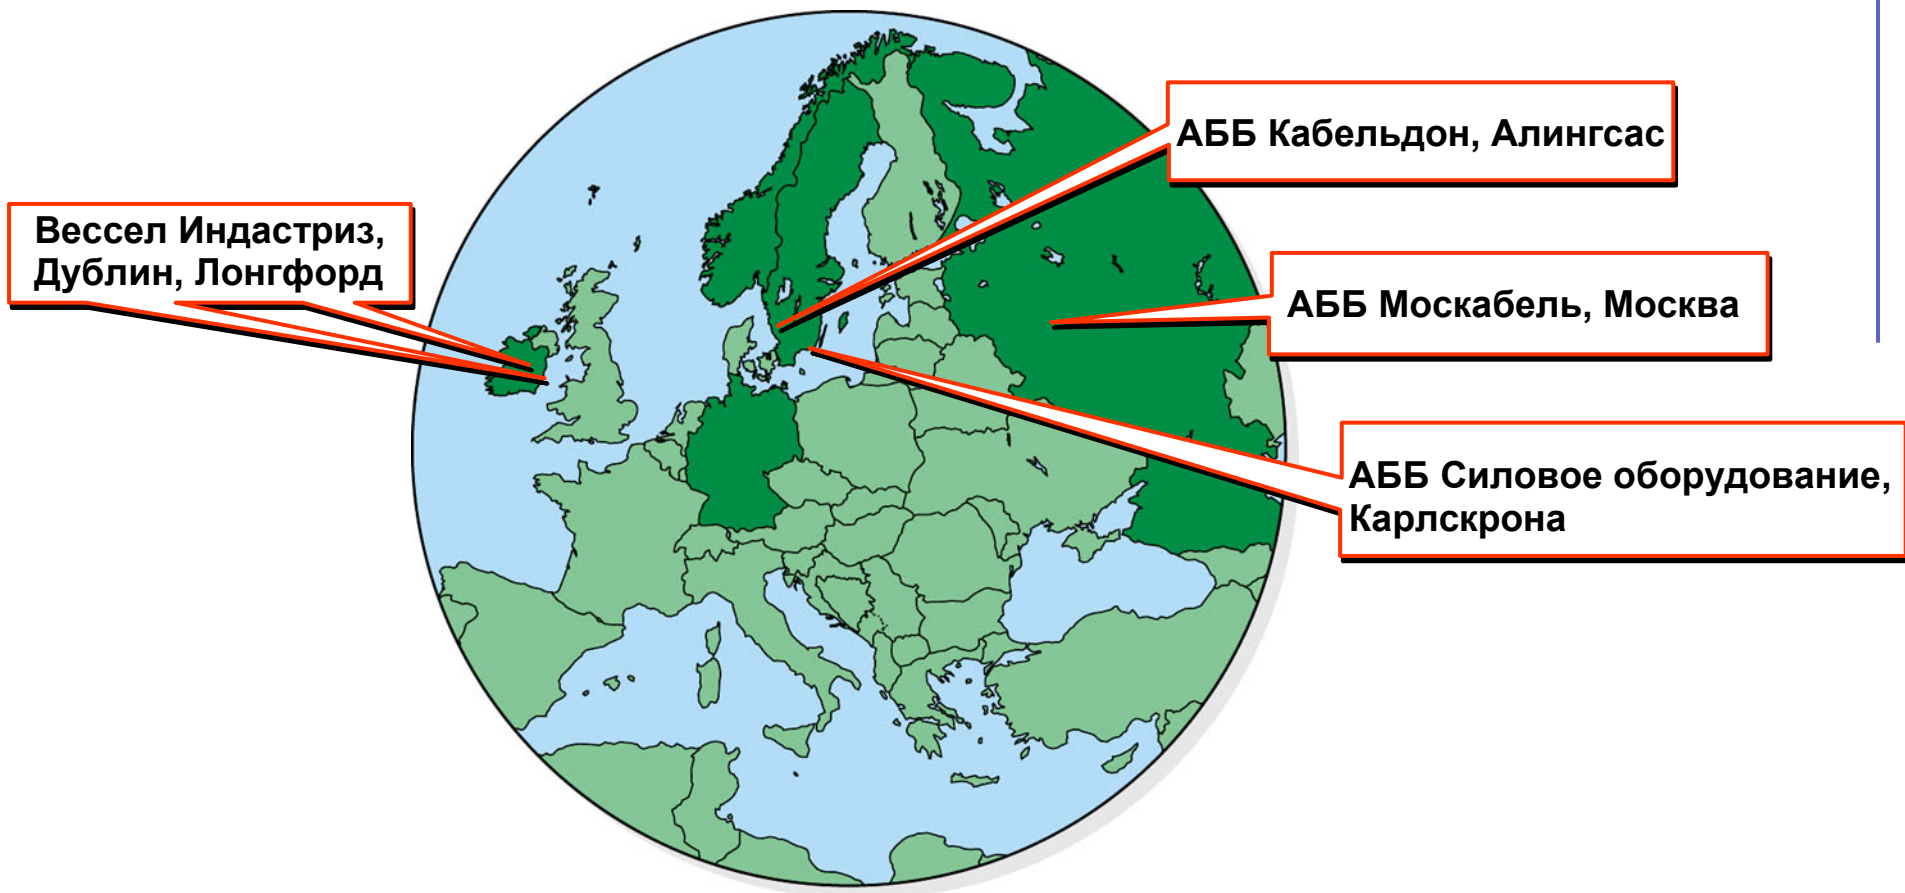 АББ Кабельдон, Алингсас
Вессел Индастриз,
Дублин, Лонгфорд
АББ Москабель, Москва
АББ Силовое оборудование,
Карлскрона